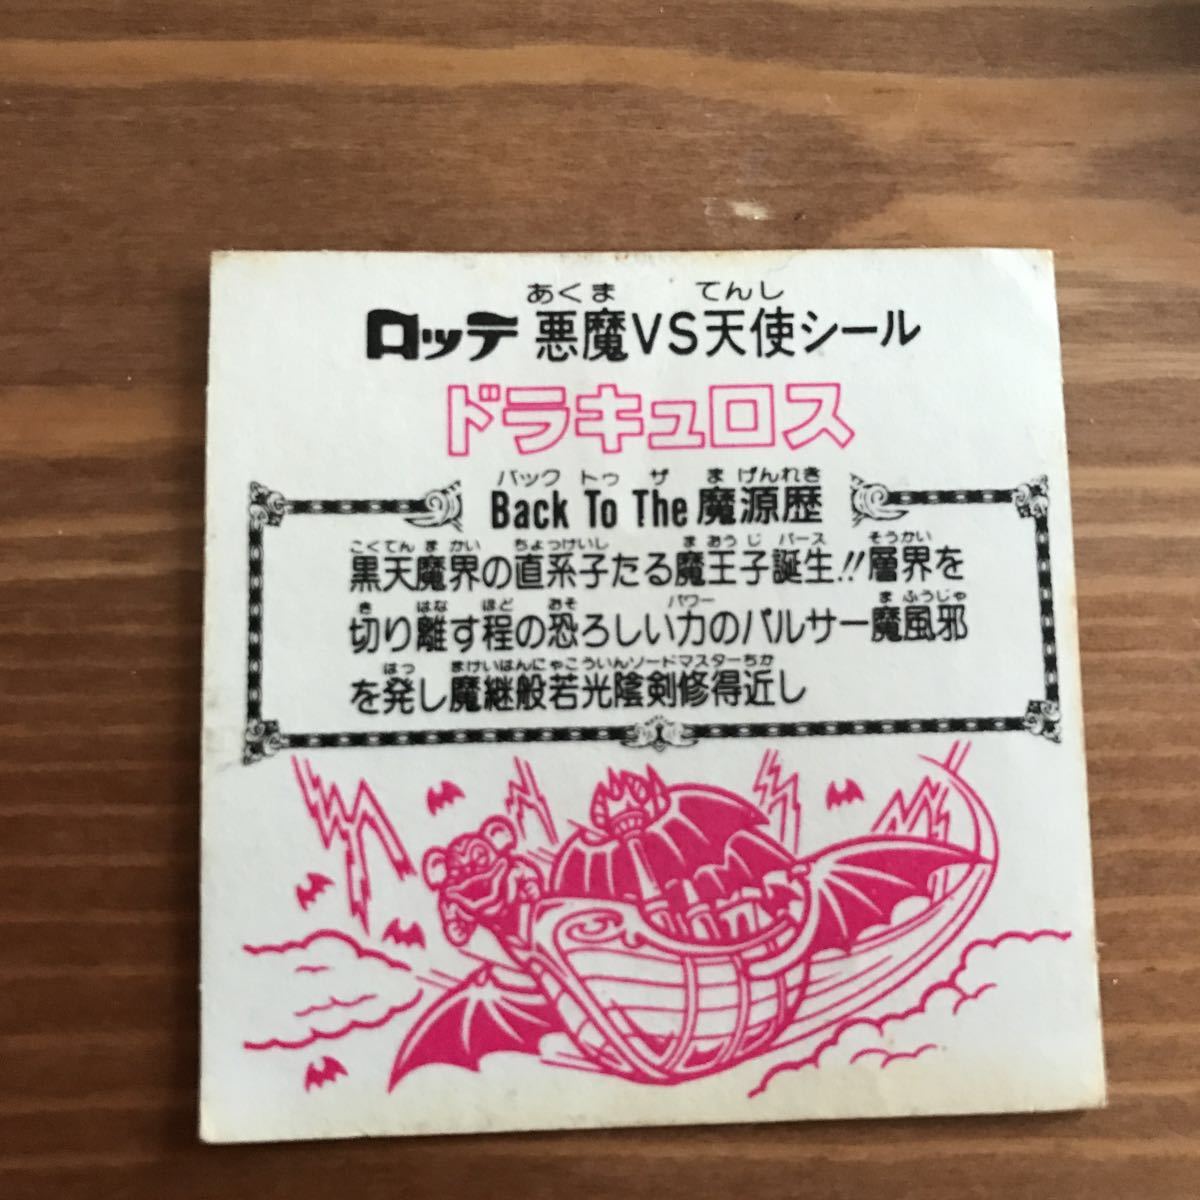 あくま てんし
ロッテ 悪魔VS天使シール
ドラキュロス
バック トゥ ザ ま げんれき
Back To The 魔源歴
こくてん ま かい ちょっけいし ま おう じ バース そうかい
黒天魔界の直系子たる魔王子誕生!!層界を
き はな ほど おそ パワー ま ふうじゃ
切り離す程の恐ろしい力のパルサー魔風邪
はっ まけいはんにゃこういんソードマスターちか
を発し魔継般若光陰剣修得近し